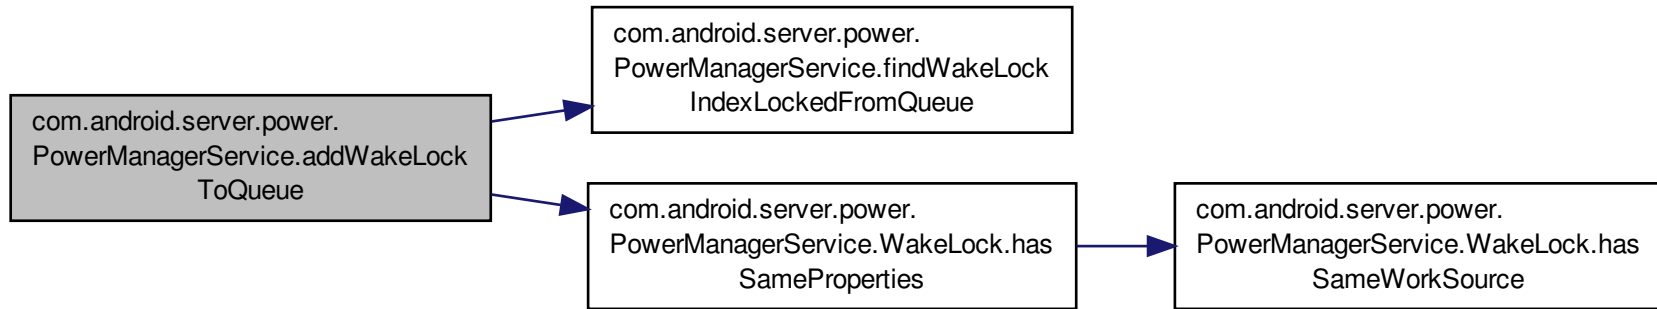 com.android.server.power.
PowerManagerService.addWakeLock
ToQueue
com.android.server.power.
PowerManagerService.findWakeLock
IndexLockedFromQueue
com.android.server.power.
PowerManagerService.WakeLock.has
SameProperties
com.android.server.power.
PowerManagerService.WakeLock.has
SameWorkSource